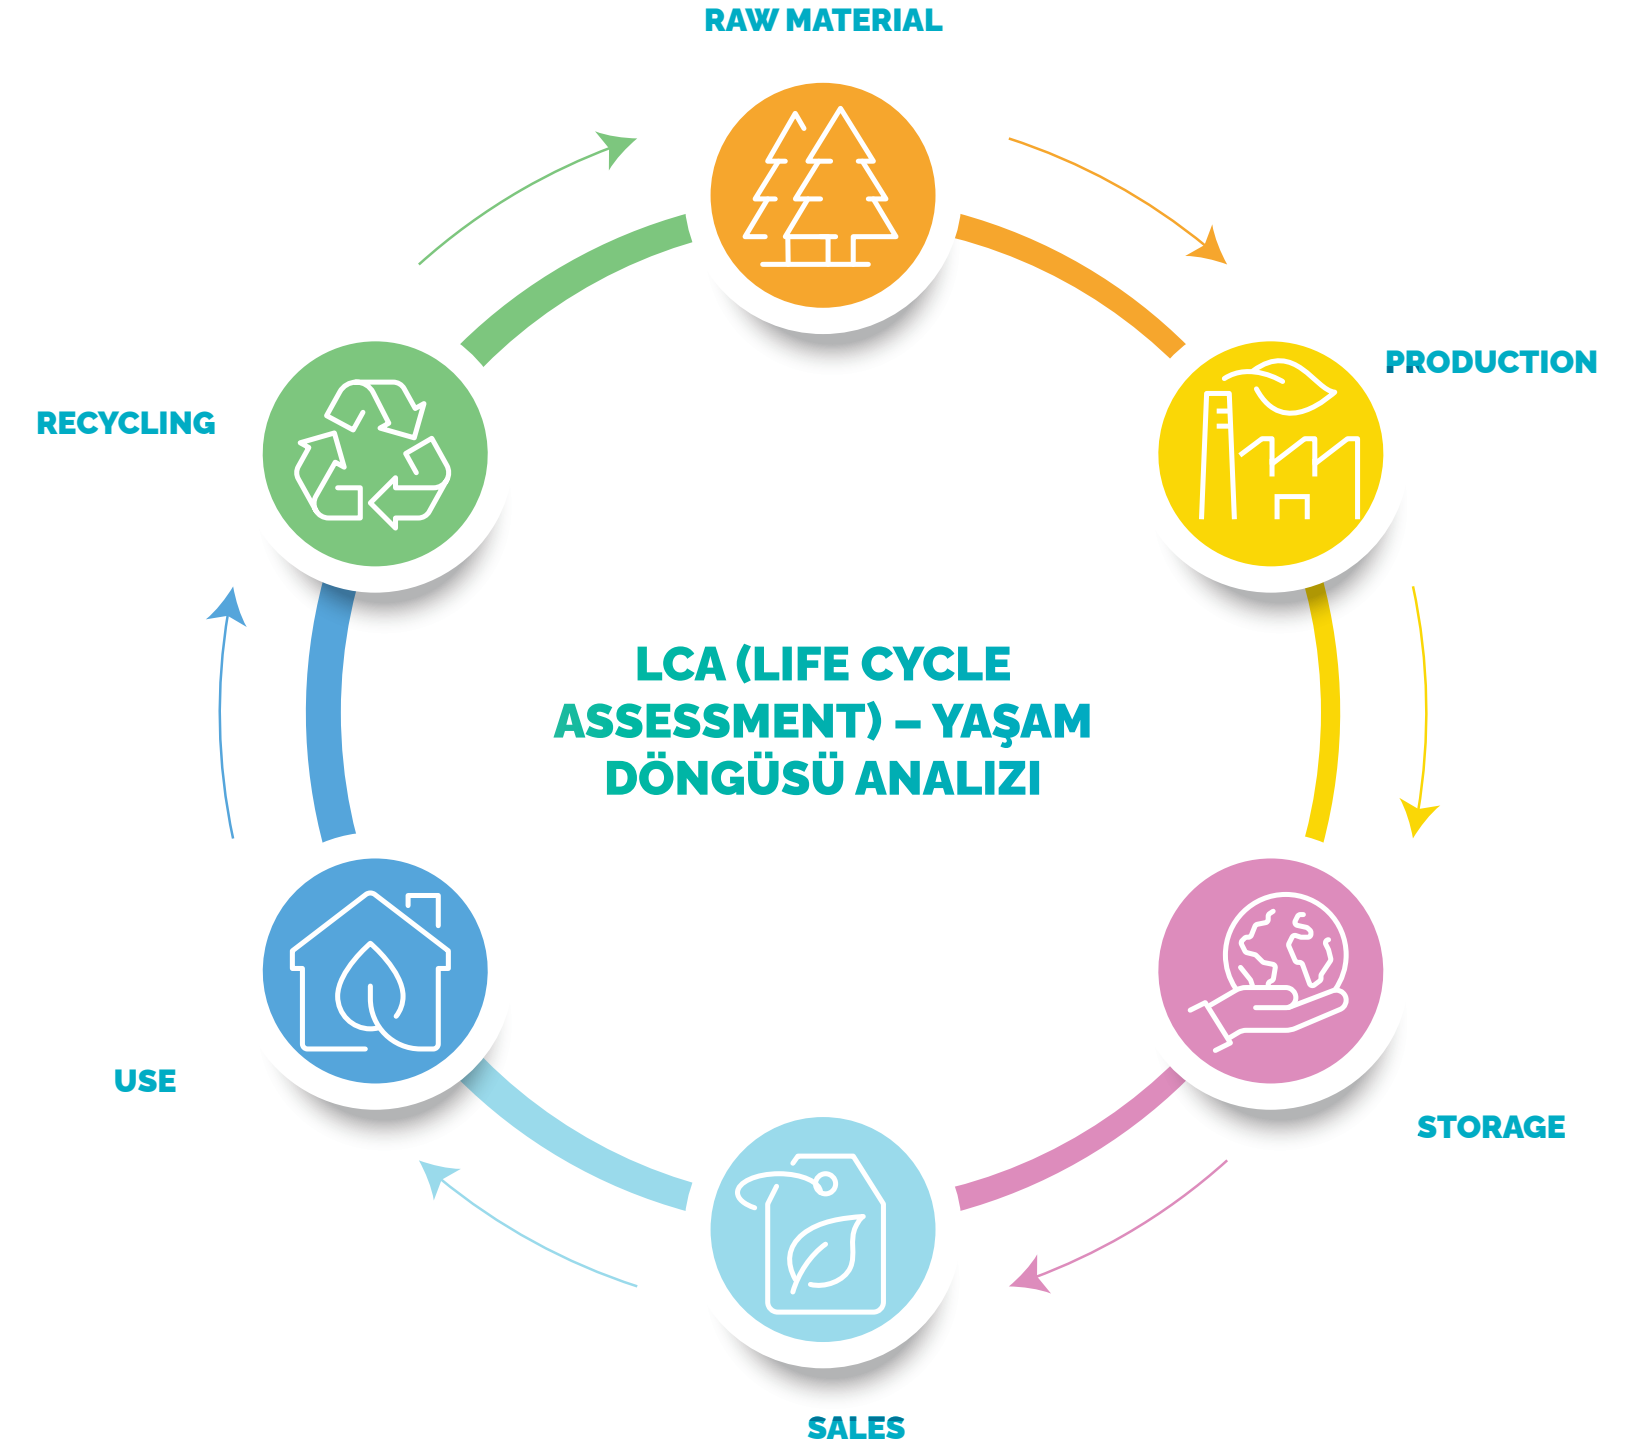 RAW MATERIAL
PRODUCTION
RECYCLING
LCA (LIFE CYCLE
ASSESSMENT) – YAŞAM
DÖNGÜSÜ ANALIZI
USE
STORAGE
SALES